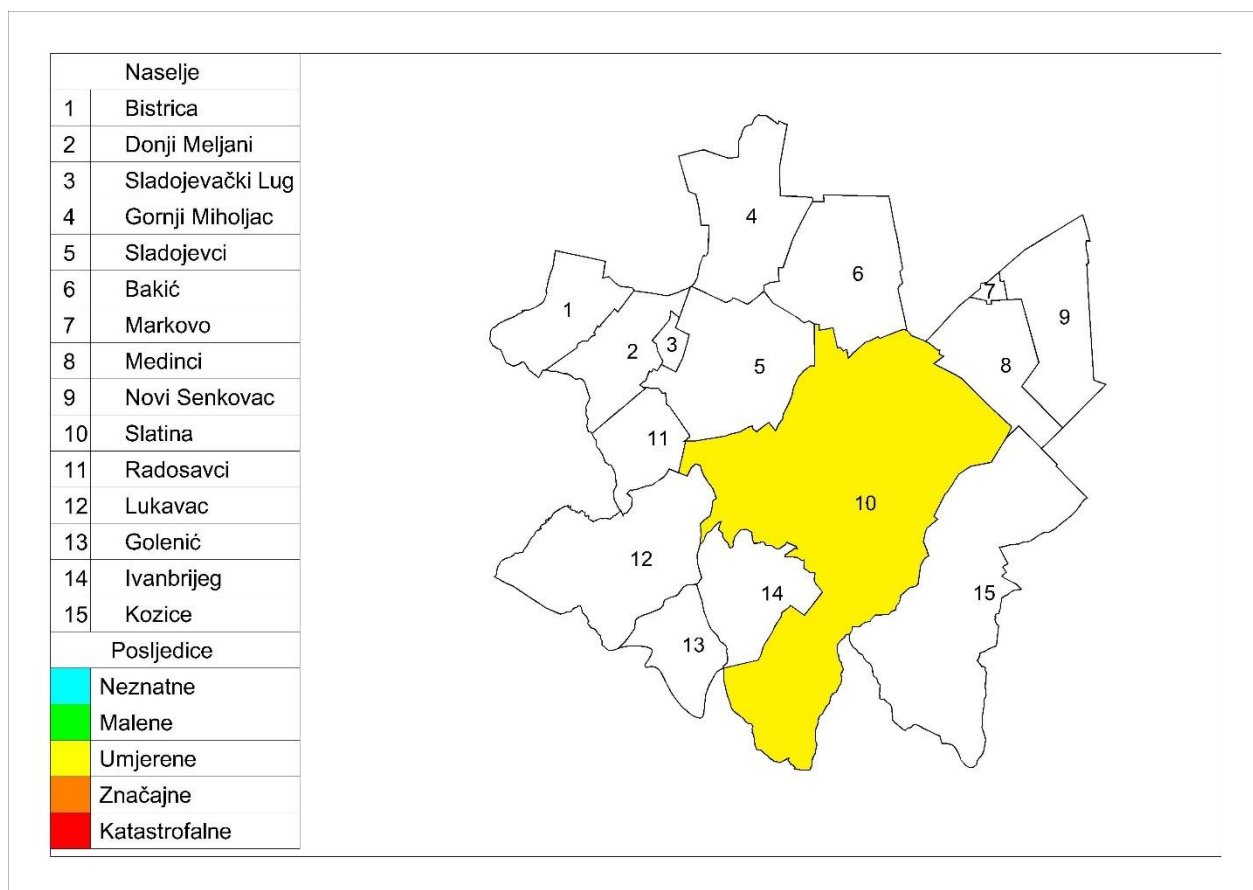 Naselje
1 Bistrica
2 Donji Meljani
3 Sladojevački Lug
4 Gornji Miholjac
5 Sladojevci
6 Bakić
7 Markovo
8 Medinci
9 Novi Senkovac
10 Slatina
11 Radosavci
12 Lukavac
13 Golenić
14 Ivanbrijeg
15 Kozice
Posljedice
Neznatne
Malene
Umjerene
Značajne
Katastrofalne
4
6
7
1
9
2
3
5
8
11
10
12
14
15
13